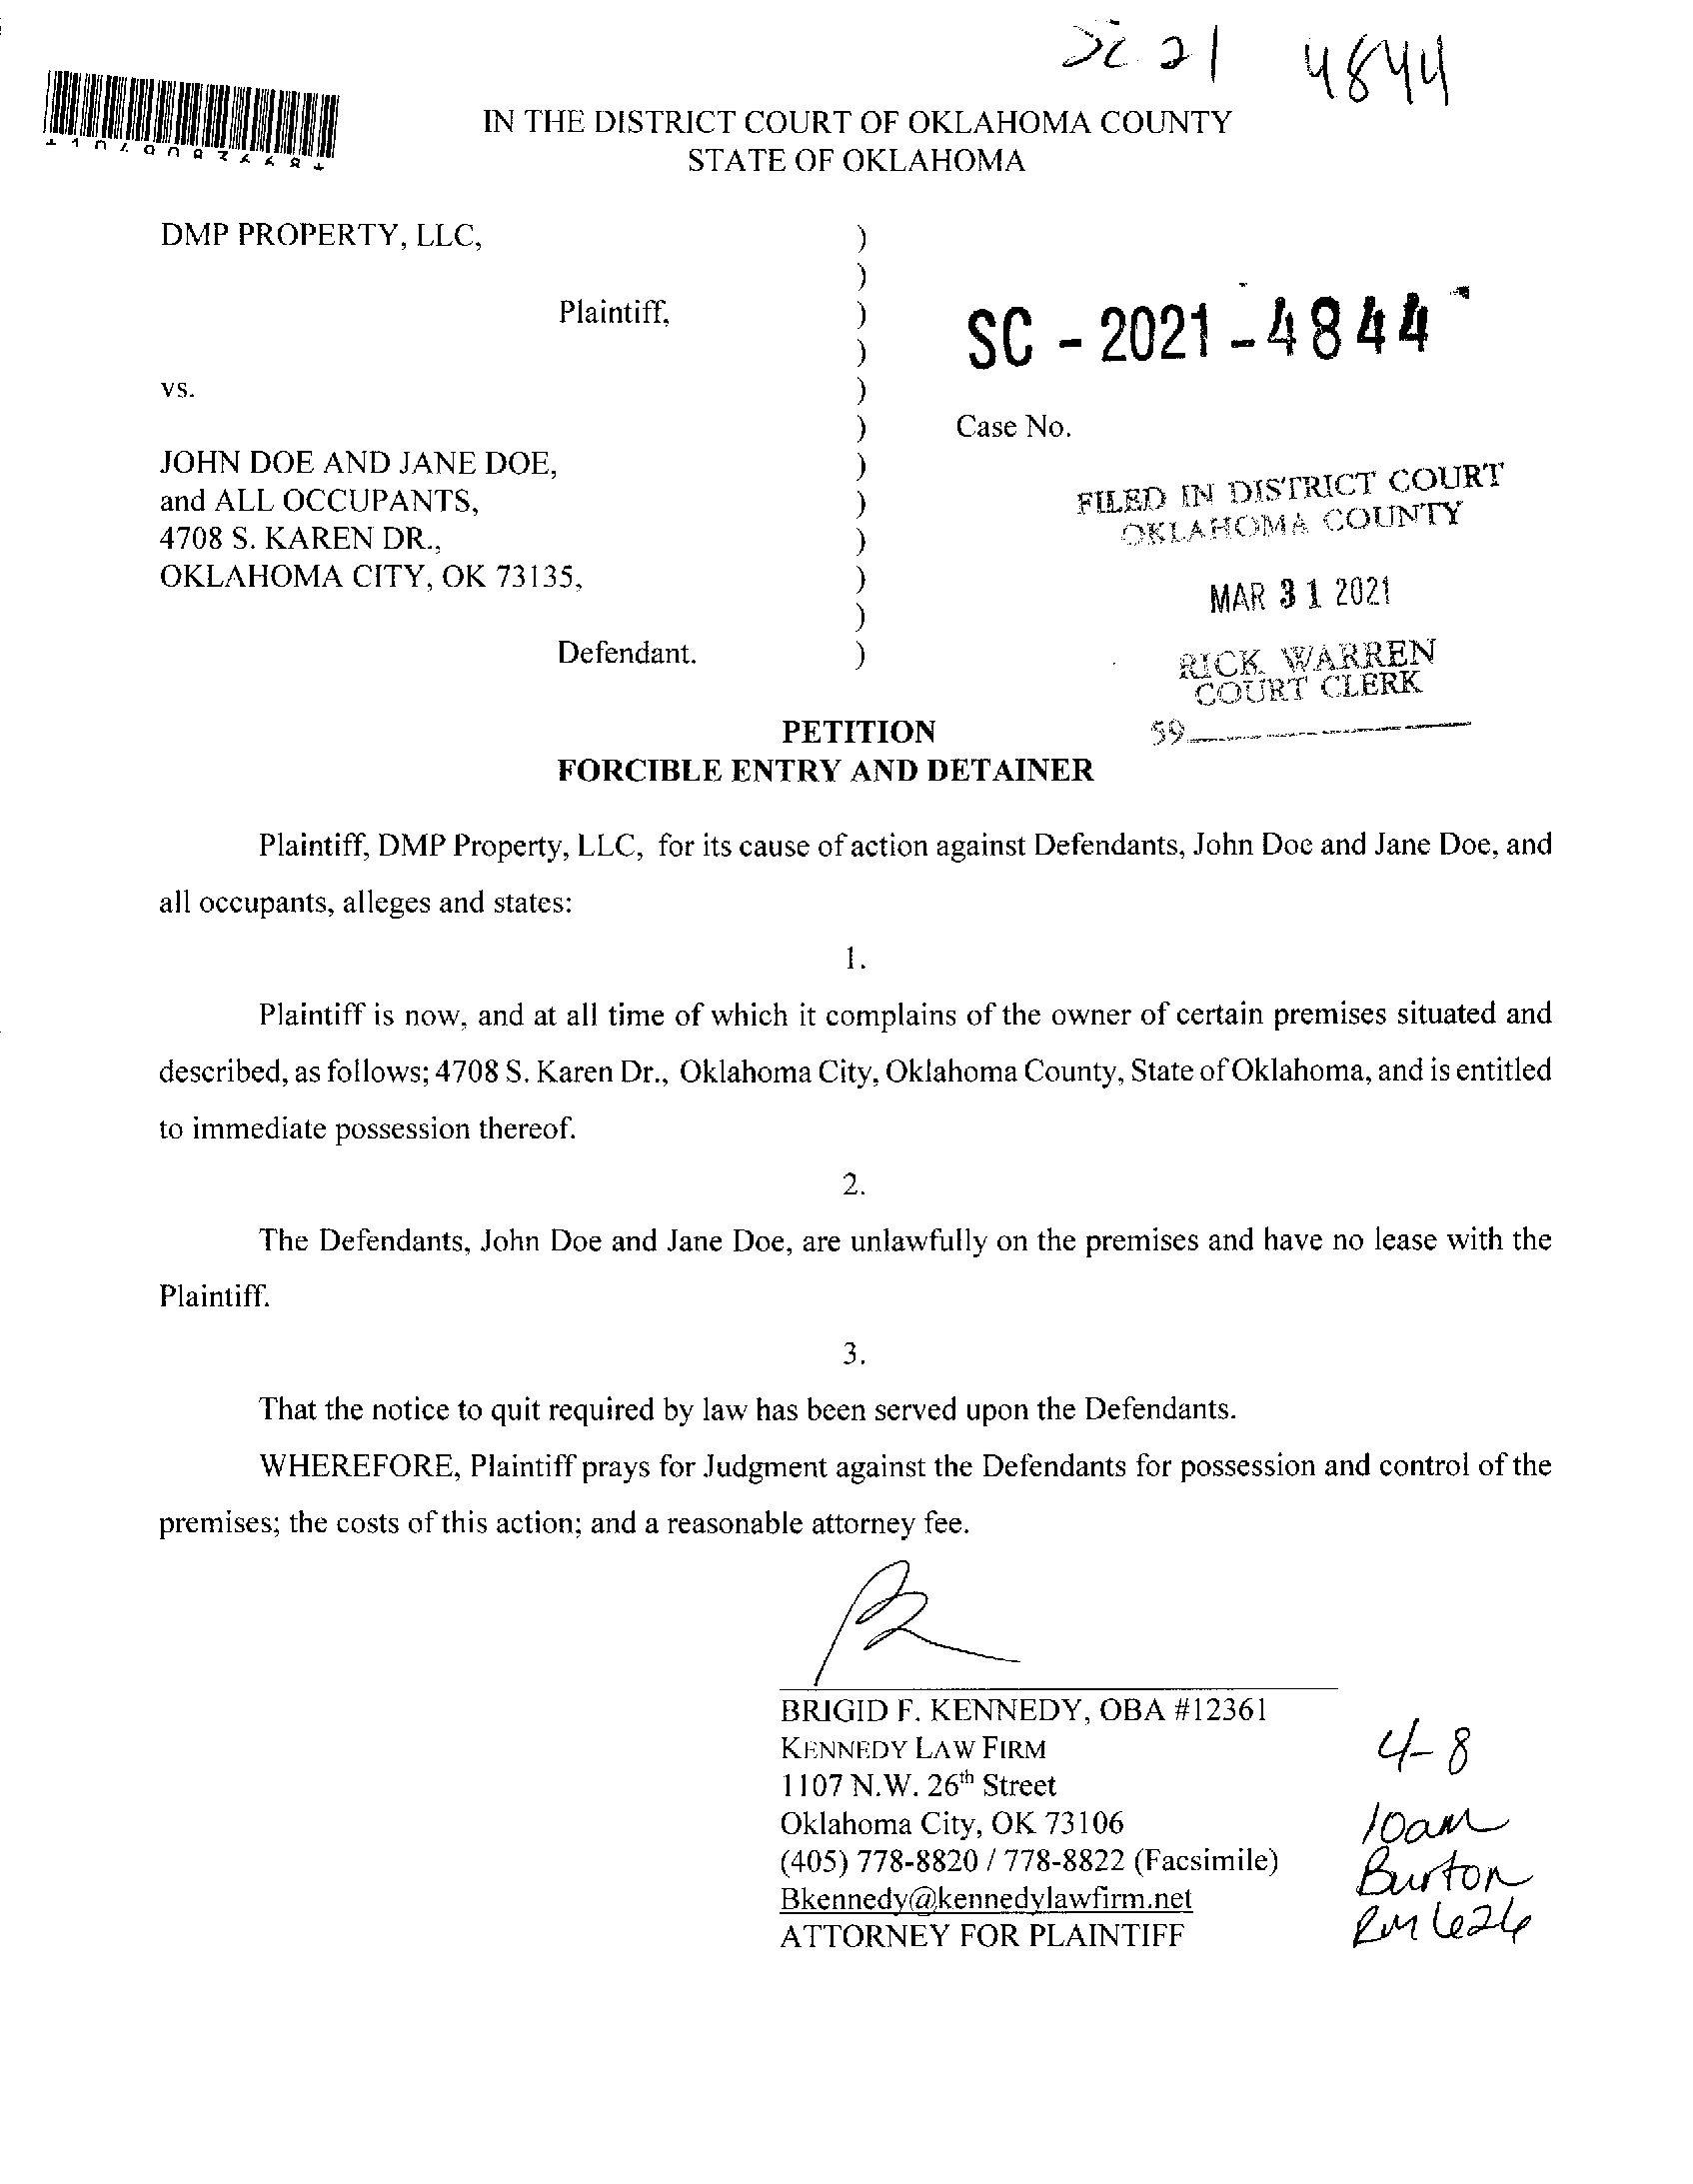 SC 21 4844
IN THE DISTRICT COURT OF OKLAHOMA COUNTY
STATE OF OKLAHOMA
DMP PROPERTY, LLC, )
)
Plaintiff, )
)
SC - 2021 - 4844
vs. )
) Case No.
JOHN DOE AND JANE DOE, )
and ALL OCCUPANTS, )
4708 S. KAREN DR., )
OKLAHOMA CITY, OK 73135, )
)
Defendant. )
FILED IN DISTRICT COURT
OKLAHOMA COUNTY
MAR 31 2021
RICK WARREN
COURT CLERK
59
PETITION
FORCIBLE ENTRY AND DETAINER
Plaintiff, DMP Property, LLC, for its cause of action against Defendants, John Doe and Jane Doe, and
all occupants, alleges and states:
1.
Plaintiff is now, and at all time of which it complains of the owner of certain premises situated and
described, as follows; 4708 S. Karen Dr., Oklahoma City, Oklahoma County, State of Oklahoma, and is entitled
to immediate possession thereof.
2.
The Defendants, John Doe and Jane Doe, are unlawfully on the premises and have no lease with the
Plaintiff.
3.
That the notice to quit required by law has been served upon the Defendants.
WHEREFORE, Plaintiff prays for Judgment against the Defendants for possession and control of the
premises; the costs of this action; and a reasonable attorney fee.
BRIGID F. KENNEDY, OBA #12361
KENNEDY LAW FIRM
1107 N.W. 26th Street
Oklahoma City, OK 73106
(405) 778-8820 / 778-8822 (Facsimile)
Bkennedy@kennedylawfirm.net
ATTORNEY FOR PLAINTIFF
4-8
10am
Burton
RM 626